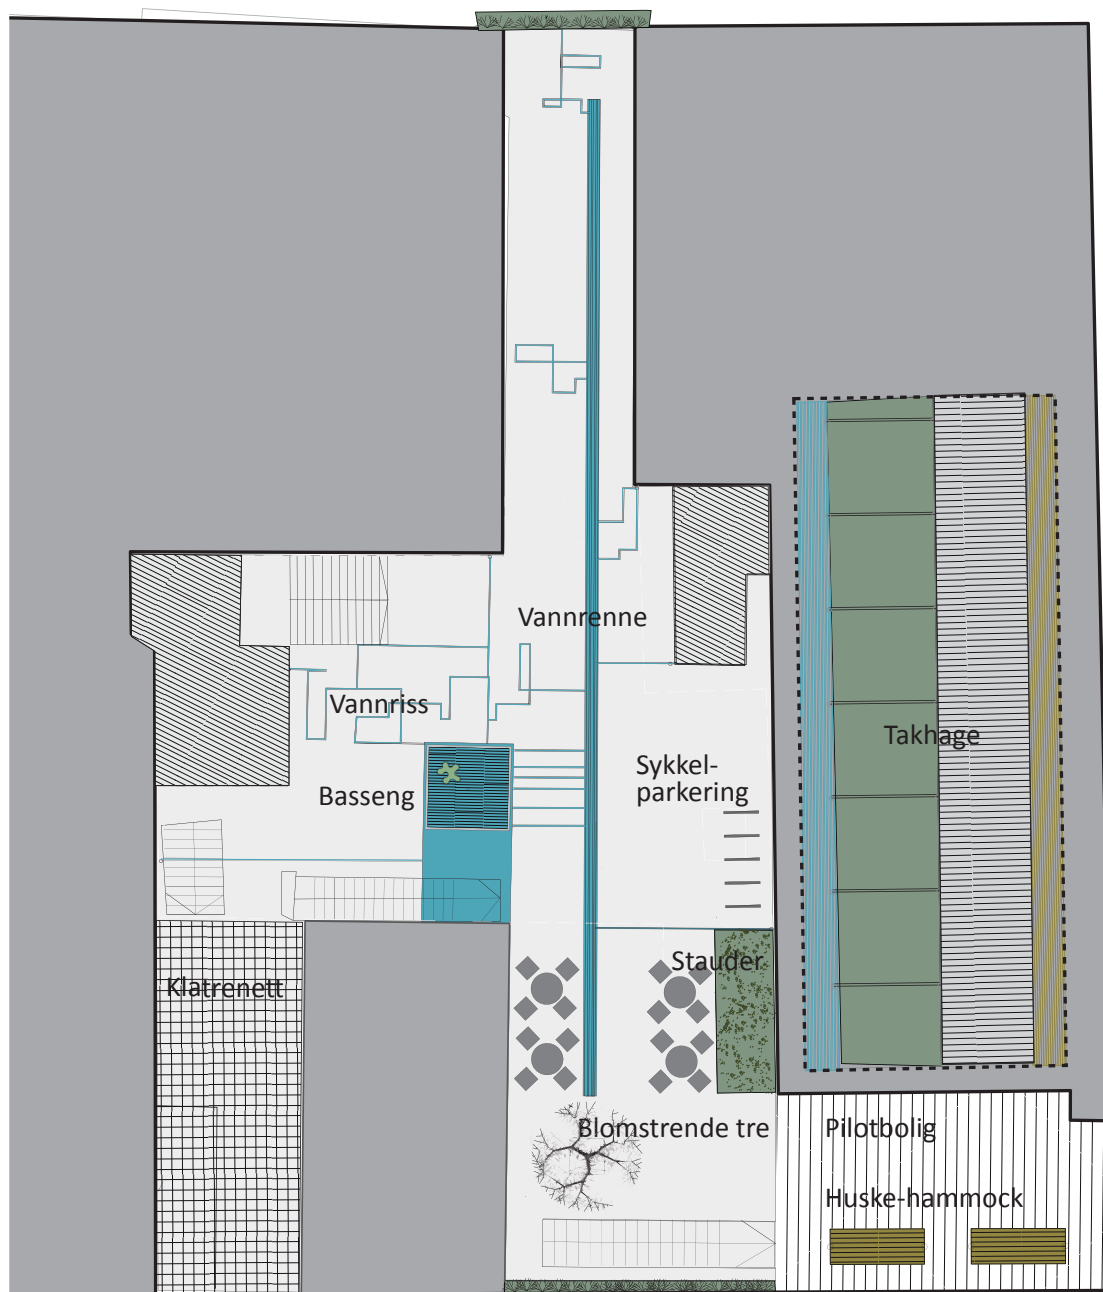 Vannrenne
Vannriss
Takhage
Sykkel-
parkering
Basseng
Stauder
Klatrenett
Blomstrende tre
Pilotbolig
Huske-hammock